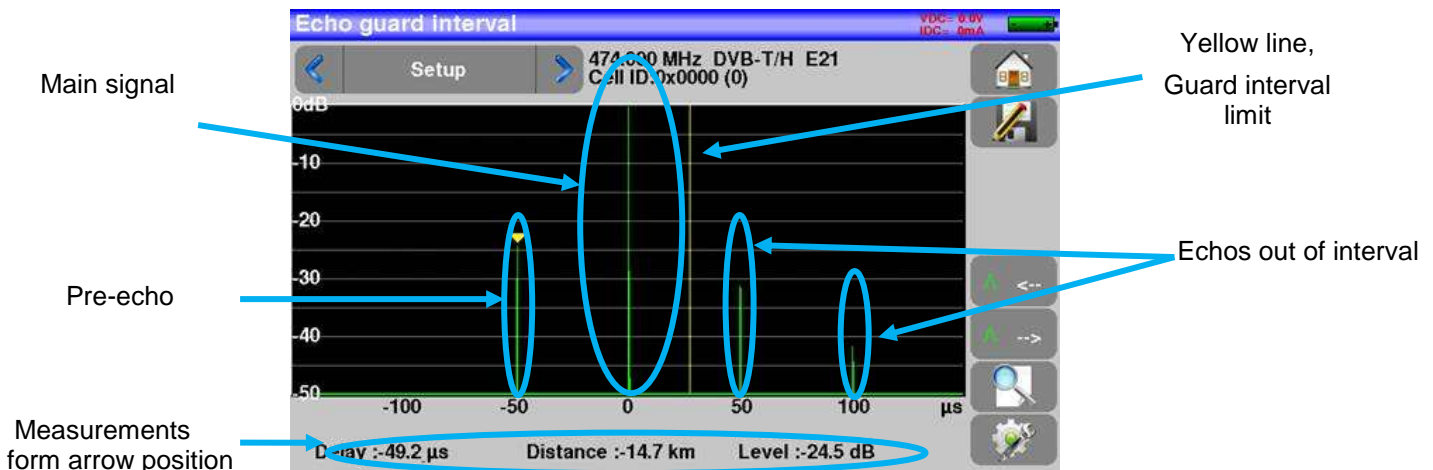 Echo guard interval
VDC= 0.0V
IDC= 0mA
Setup
474.000 MHz DVB-T/H E21
Cell ID:0x0000 (0)
Main signal
Yellow line,
Guard interval
limit
0dB
-10
-20
-30
-40
-50
Pre-echo
Echos out of interval
<--
-->
-100
-50
0
50
100
µs
Measurements
form arrow position
Delay :-49.2 µs
Distance :-14.7 km
Level :-24.5 dB